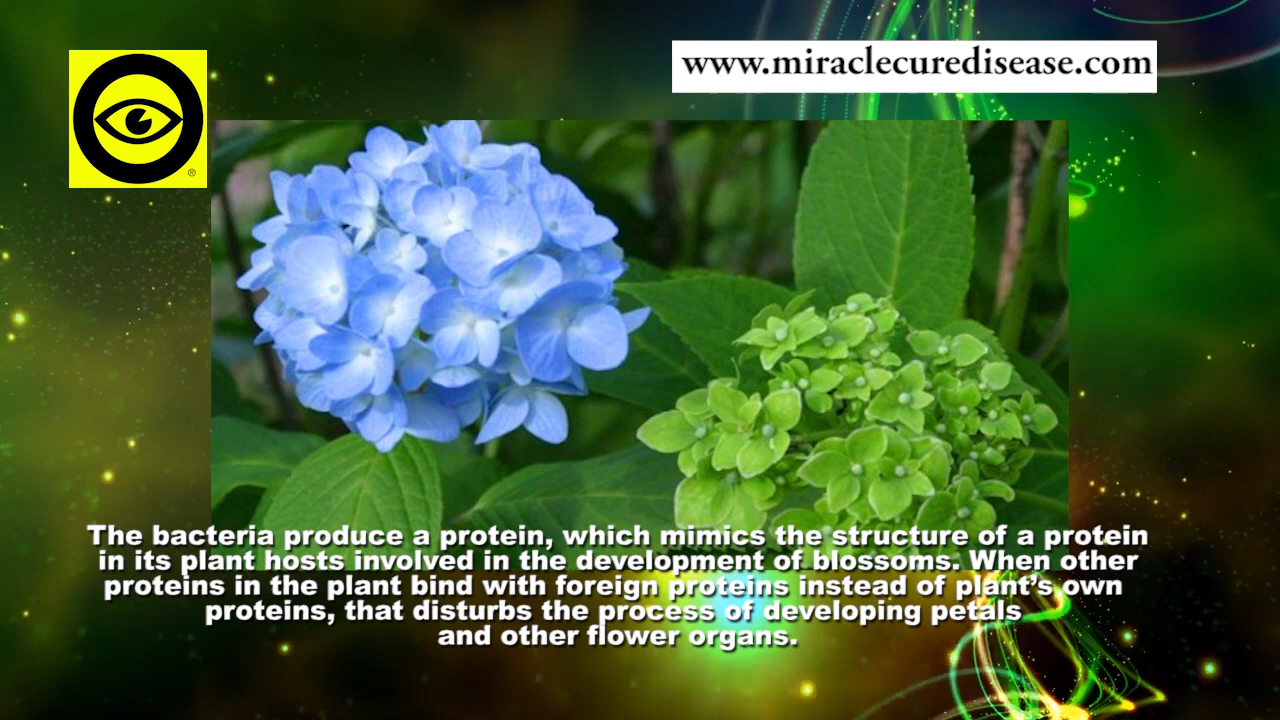 www.miraclecuredisease.com
®
The bacteria produce a protein, which mimics the structure of a protein
in its plant hosts involved in the development of blossoms. When other
proteins in the plant bind with foreign proteins instead of plant’s own
proteins, that disturbs the process of developing petals
and other flower organs.